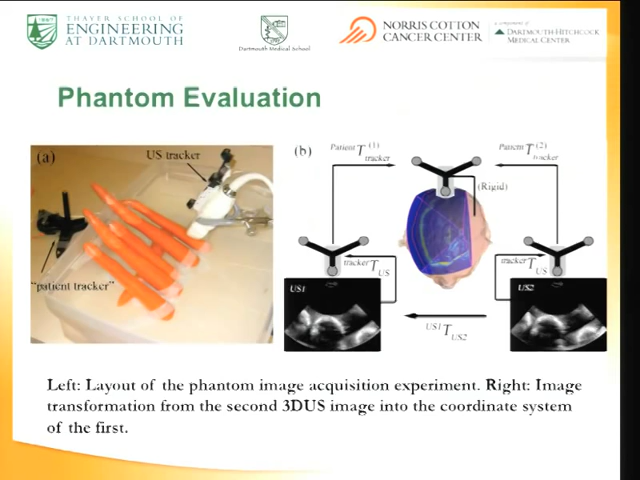 THAYER SCHOOL OF
ENGINEERING
AT DARTMOUTH
Dartmouth Medical School
NORRIS COTTON
CANCER CENTER
a component of
DARTMOUTH-HITCHCOCK
MEDICAL CENTER
Phantom Evaluation
(a)
US tracker
"patient tracker"
(b)
Patient T tracker (1)
Patient T tracker (2)
(Rigid)
tracker T US
tracker T US
US1
US2
US1 T US2
Left: Layout of the phantom image acquisition experiment. Right: Image
transformation from the second 3DUS image into the coordinate system
of the first.